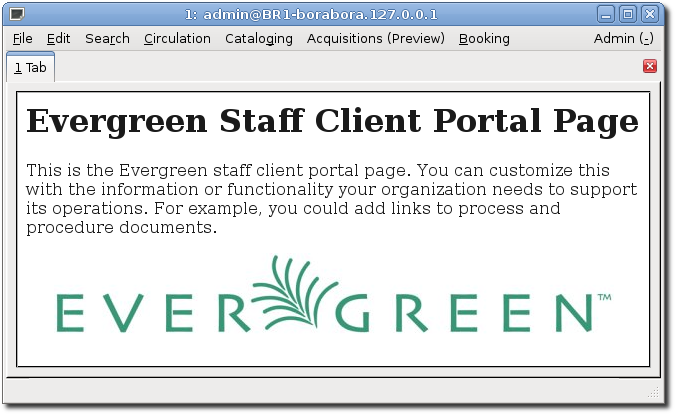 1: admin@BR1-borabora.127.0.0.1
File Edit Search Circulation Cataloging Acquisitions (Preview) Booking Admin (-)
1 Tab
Evergreen Staff Client Portal Page
This is the Evergreen staff client portal page. You can customize this
with the information or functionality your organization needs to support
its operations. For example, you could add links to process and
procedure documents.
EVERGREEN™